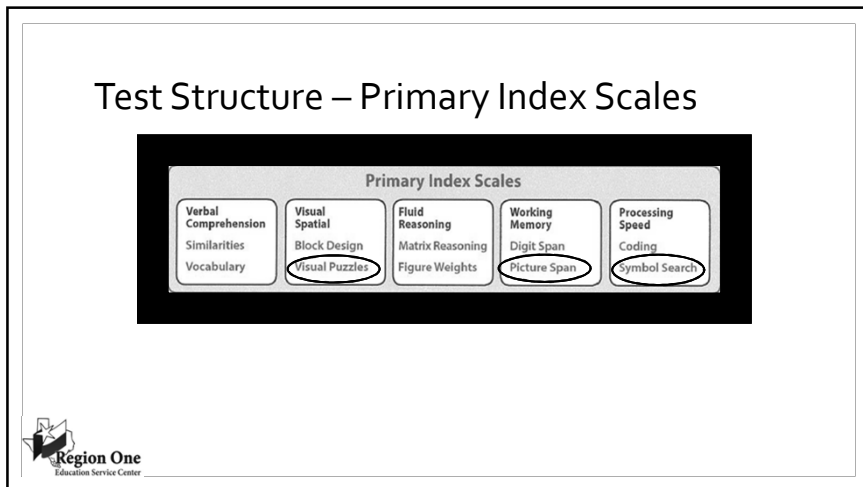 Test Structure – Primary Index Scales
Primary Index Scales
Verbal
Comprehension
Similarities
Vocabulary
Visual
Spatial
Block Design
Visual Puzzles
Fluid
Reasoning
Matrix Reasoning
Figure Weights
Working
Memory
Digit Span
Picture Span
Processing
Speed
Coding
Symbol Search
Region One
Education Service Center